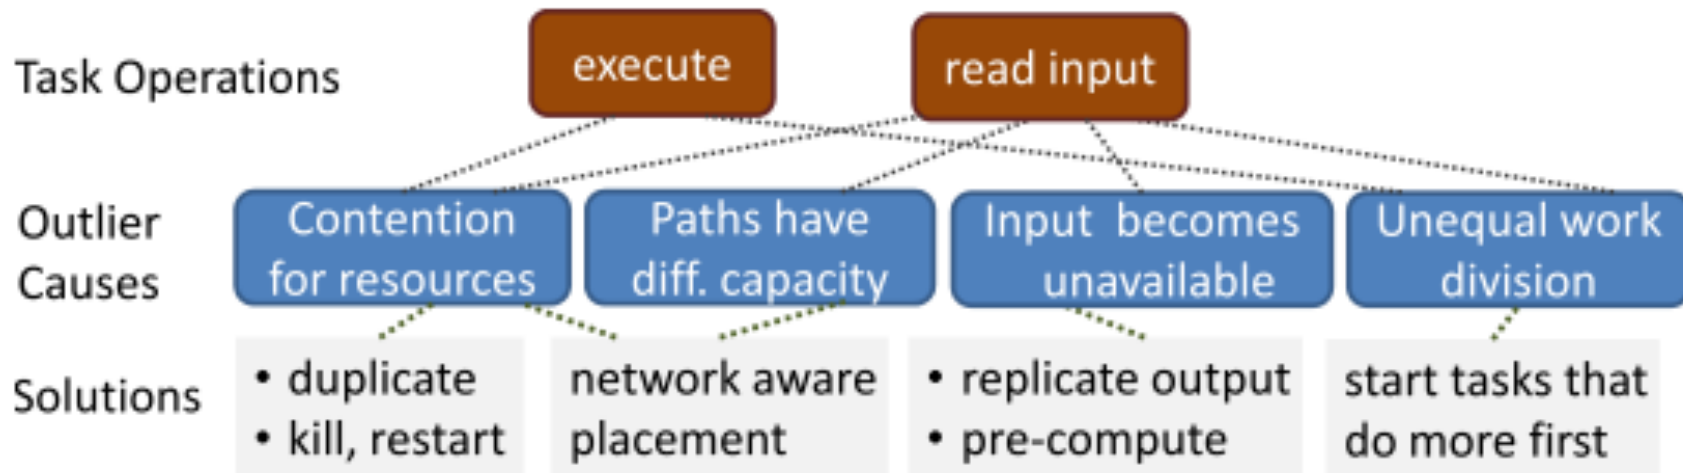 Task Operations
execute
read input
Outlier
Causes
Contention
for resources
Paths have
diff. capacity
Input becomes
unavailable
Unequal work
division
Solutions
• duplicate
• kill, restart
network aware
placement
• replicate output
• pre-compute
start tasks that
do more first